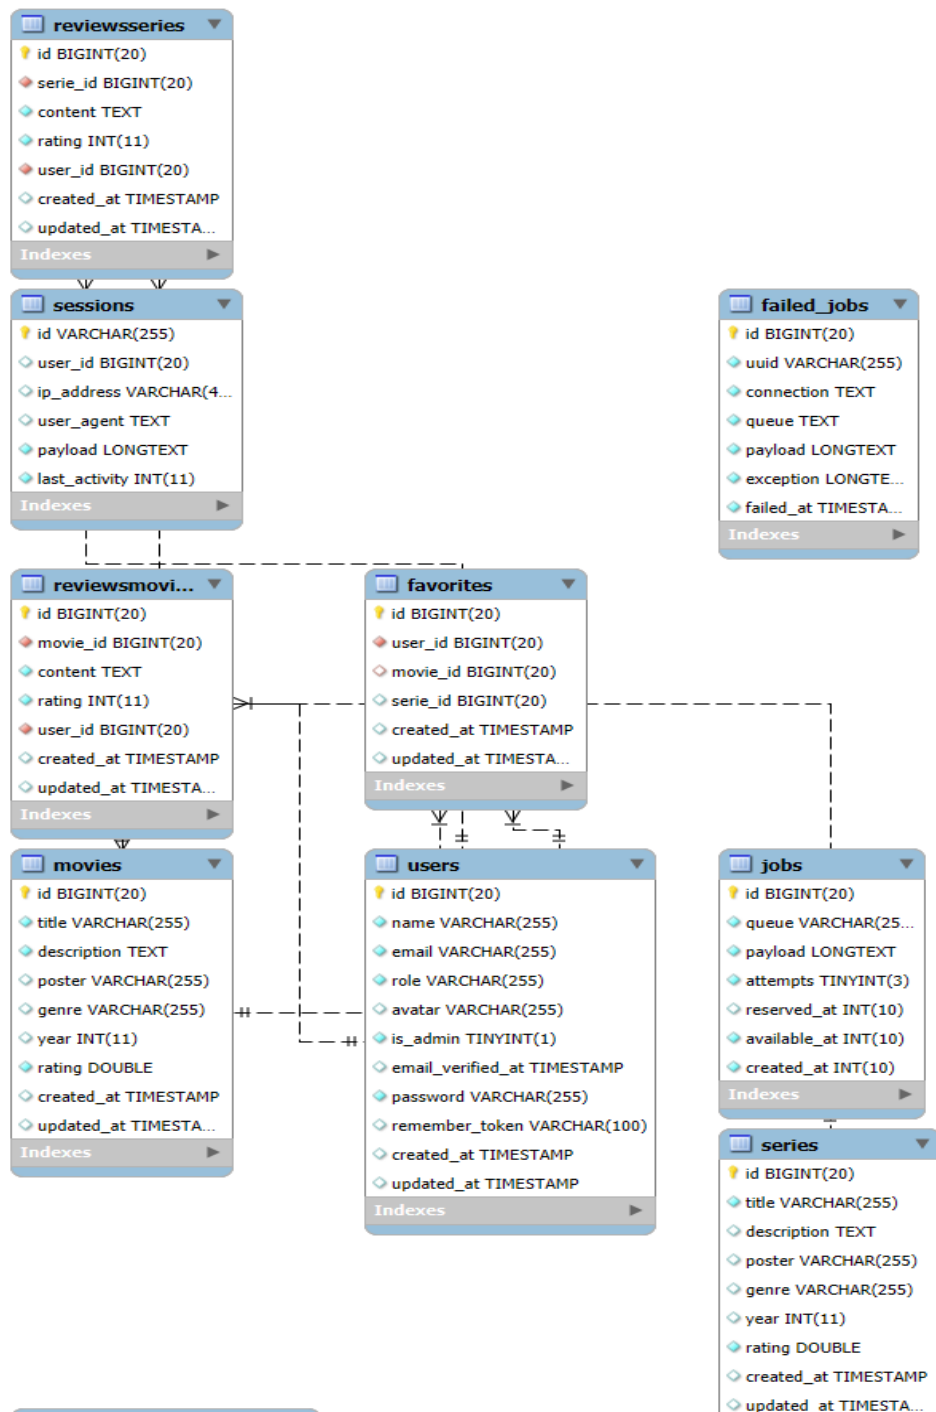 reviewsseries
id BIGINT(20)
serie_id BIGINT(20)
content TEXT
rating INT(11)
user_id BIGINT(20)
created_at TIMESTAMP
updated_at TIMESTA...
Indexes
sessions
id VARCHAR(255)
user_id BIGINT(20)
ip_address VARCHAR(4...
user_agent TEXT
payload LONGTEXT
last_activity INT(11)
Indexes
failed_jobs
id BIGINT(20)
uuid VARCHAR(255)
connection TEXT
queue TEXT
payload LONGTEXT
exception LONGTE...
failed_at TIMESTA...
Indexes
reviewsmovi...
id BIGINT(20)
movie_id BIGINT(20)
content TEXT
rating INT(11)
user_id BIGINT(20)
created_at TIMESTAMP
updated_at TIMESTA...
Indexes
favorites
id BIGINT(20)
user_id BIGINT(20)
movie_id BIGINT(20)
serie_id BIGINT(20)
created_at TIMESTAMP
updated_at TIMESTA...
Indexes
movies
id BIGINT(20)
title VARCHAR(255)
description TEXT
poster VARCHAR(255)
genre VARCHAR(255)
year INT(11)
rating DOUBLE
created_at TIMESTAMP
updated_at TIMESTA...
Indexes
users
id BIGINT(20)
name VARCHAR(255)
email VARCHAR(255)
role VARCHAR(255)
avatar VARCHAR(255)
is_admin TINYINT(1)
email_verified_at TIMESTAMP
password VARCHAR(255)
remember_token VARCHAR(100)
created_at TIMESTAMP
updated_at TIMESTAMP
Indexes
jobs
id BIGINT(20)
queue VARCHAR(25...
payload LONGTEXT
attempts TINYINT(3)
reserved_at INT(10)
available_at INT(10)
created_at INT(10)
Indexes
series
id BIGINT(20)
title VARCHAR(255)
description TEXT
poster VARCHAR(255)
genre VARCHAR(255)
year INT(11)
rating DOUBLE
created_at TIMESTAMP
updated_at TIMESTA...